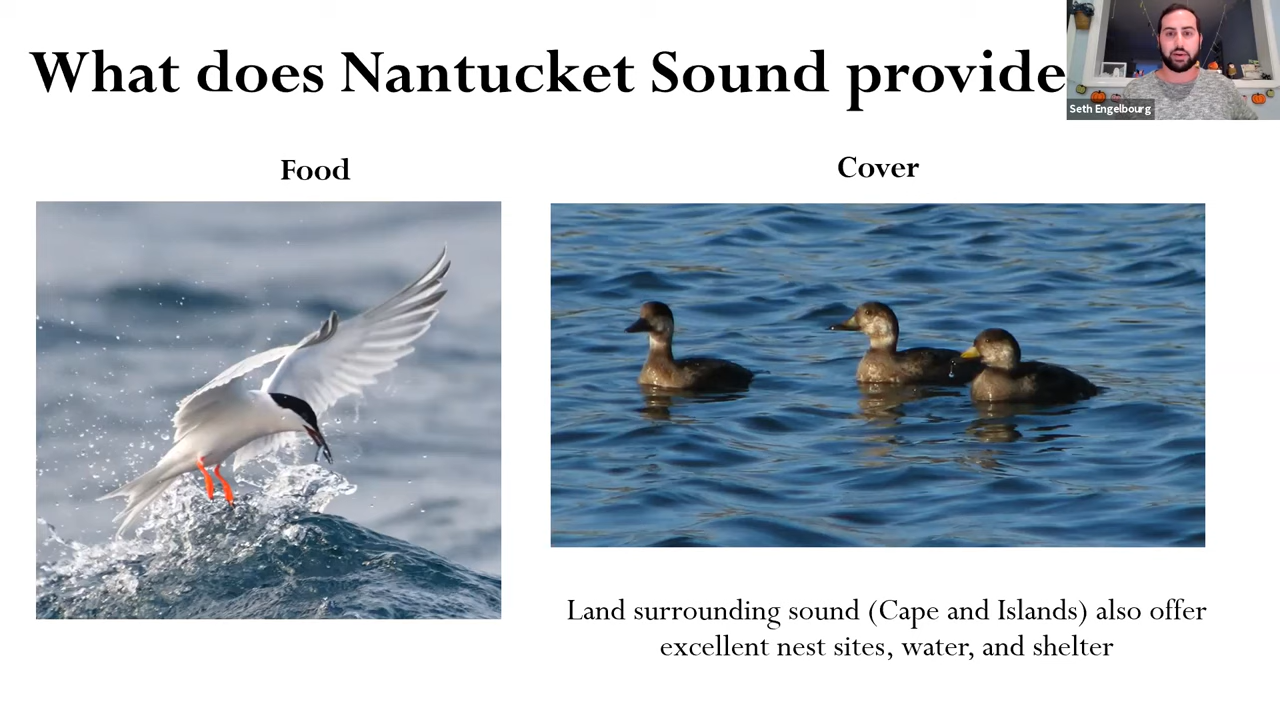 What does Nantucket Sound provide
Seth Engelbourg
Food
Cover
Land surrounding sound (Cape and Islands) also offer
excellent nest sites, water, and shelter